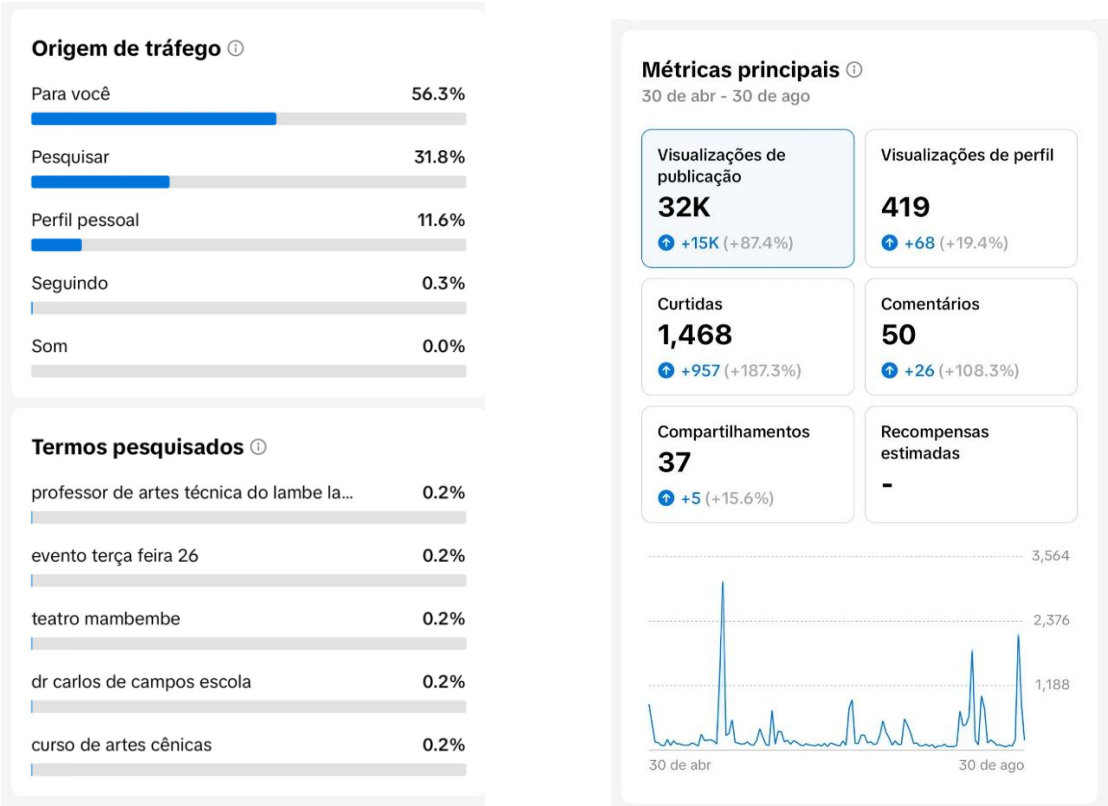 Origem de tráfego
Para você 56.3%
Pesquisar 31.8%
Perfil pessoal 11.6%
Seguindo 0.3%
Som 0.0%
Termos pesquisados
professor de artes técnica do lambe la... 0.2%
evento terça feira 26 0.2%
teatro mambembe 0.2%
dr carlos de campos escola 0.2%
curso de artes cênicas 0.2%
Métricas principais
30 de abr - 30 de ago
Visualizações de
publicação
32K
+15K (+87.4%)
Visualizações de perfil
419
+68 (+19.4%)
Curtidas
1,468
+957 (+187.3%)
Comentários
50
+26 (+108.3%)
Compartilhamentos
37
+5 (+15.6%)
Recompensas
estimadas
-
3,564
2,376
1,188
30 de abr 30 de ago